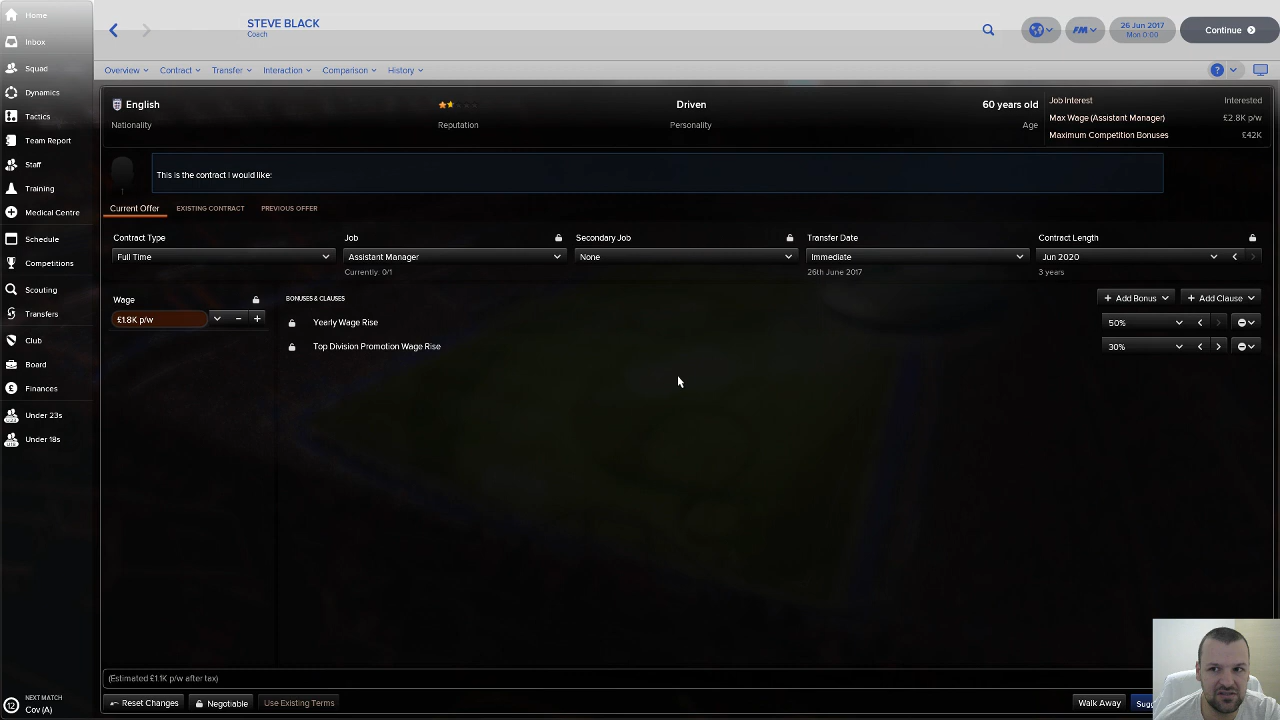 Home
STEVE BLACK
Coach
FM
26 Jun 2017
Mon 0:00
Continue
Inbox
Squad
Overview
Contract
Transfer
Interaction
Comparison
History
?
Dynamics
Tactics
Team Report
Staff
Training
Medical Centre
Schedule
Competitions
Scouting
Transfers
Club
Board
Finances
Under 23s
Under 18s
12
NEXT MATCH
Cov (A)
English
Nationality
Reputation
Driven
Personality
60 years old
Age
Job Interest Interested
Max Wage (Assistant Manager) £2.8K p/w
Maximum Competition Bonuses £42K
This is the contract I would like:
Current Offer EXISTING CONTRACT PREVIOUS OFFER
Contract Type Job Secondary Job Transfer Date Contract Length
Full Time Assistant Manager None Immediate Jun 2020
Currently: 0/1 26th June 2017 3 years
Wage
£1.8K p/w
BONUSES & CLAUSES
+ Add Bonus + Add Clause
Yearly Wage Rise 50%
Top Division Promotion Wage Rise 30%
(Estimated £1.1K p/w after tax)
Reset Changes Negotiable Use Existing Terms Walk Away